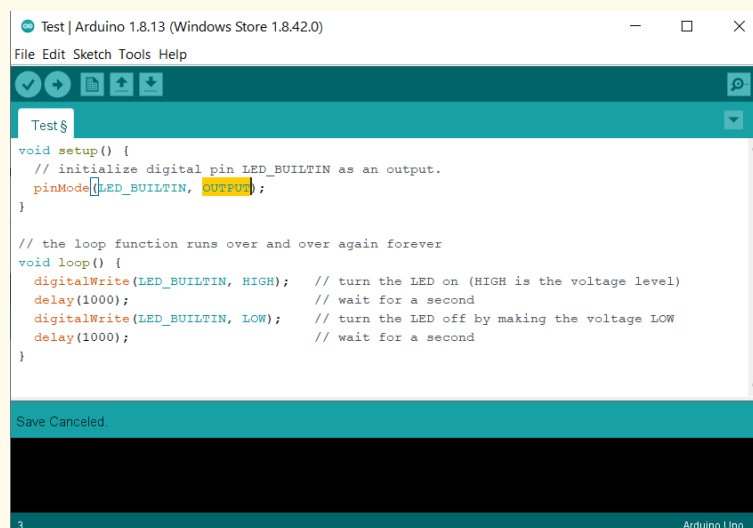 Test | Arduino 1.8.13 (Windows Store 1.8.42.0)
File Edit Sketch Tools Help
Test §
void setup() {
  // initialize digital pin LED_BUILTIN as an output.
  pinMode(LED_BUILTIN, OUTPUT);
}

// the loop function runs over and over again forever
void loop() {
  digitalWrite(LED_BUILTIN, HIGH);   // turn the LED on (HIGH is the voltage level)
  delay(1000);                       // wait for a second
  digitalWrite(LED_BUILTIN, LOW);    // turn the LED off by making the voltage LOW
  delay(1000);                       // wait for a second
}
Save Canceled.
3 Arduino Uno